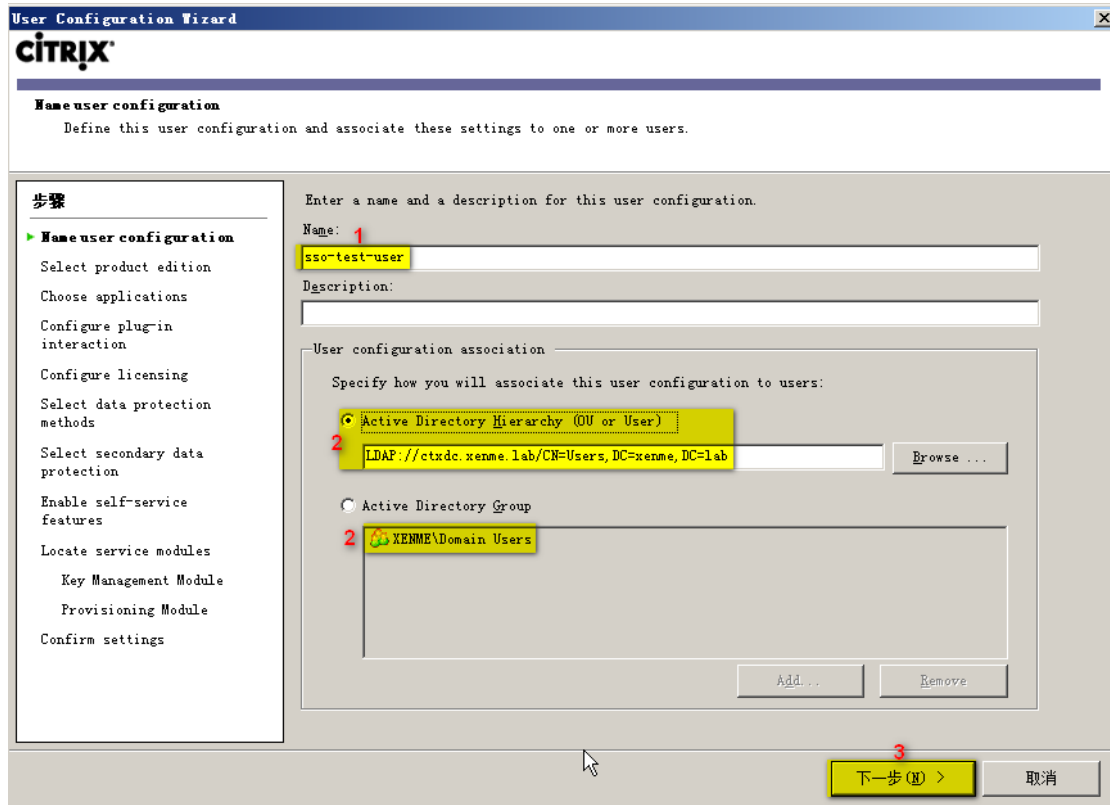 User Configuration Wizard
CITRIX
Name user configuration
Define this user configuration and associate these settings to one or more users.
步骤
Name user configuration
Select product edition
Choose applications
Configure plug-in
interaction
Configure licensing
Select data protection
methods
Select secondary data
protection
Enable self-service
features
Locate service modules
Key Management Module
Provisioning Module
Confirm settings
Enter a name and a description for this user configuration.
Name: 1
sso-test-user
Description:
User configuration association
Specify how you will associate this user configuration to users:
Active Directory Hierarchy (OU or User)
2
LDAP://ctxdc.xenme.lab/CN=Users,DC=xenme,DC=lab
Browse ...
Active Directory Group
2 XENME\Domain Users
Add... Remove
3
下一步(N) > 取消